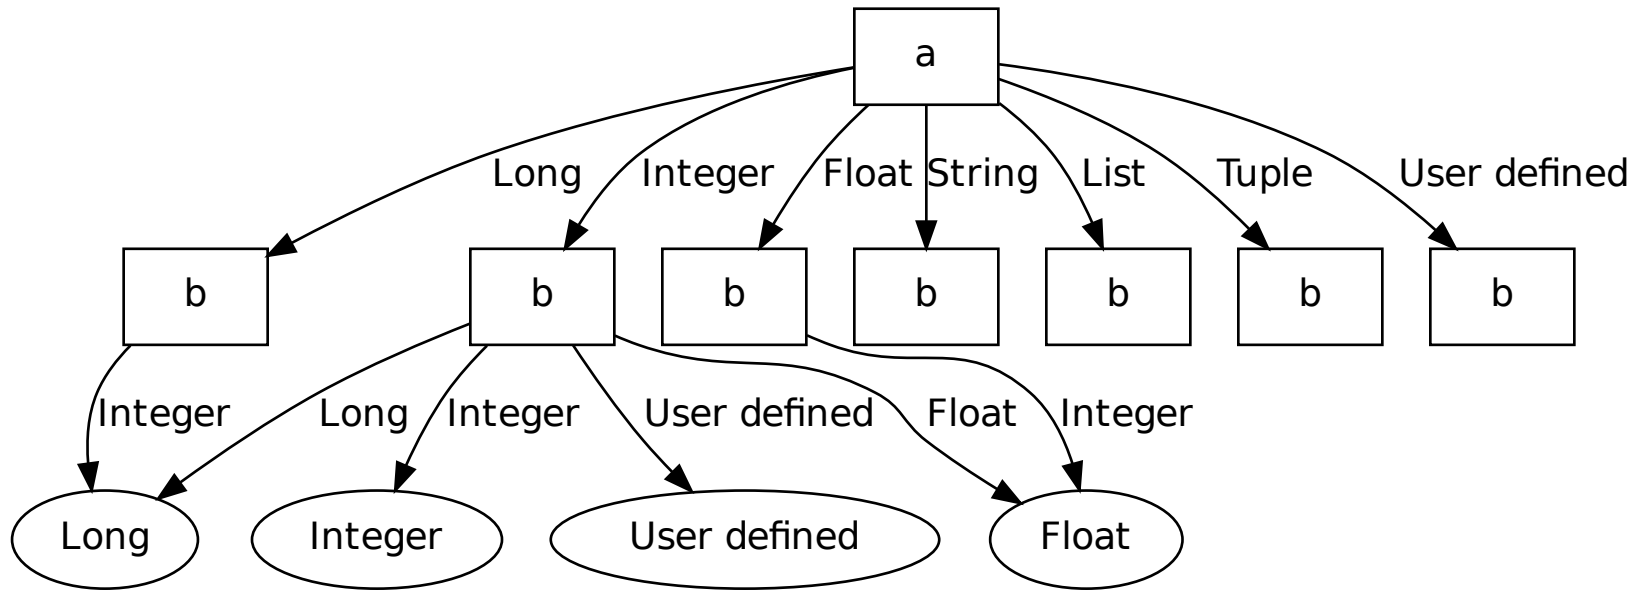 a
Long
Integer
Float
String
List
Tuple
User defined
b
b
b
b
b
b
b
Integer
Long
Integer
User defined
Float
Integer
Long
Integer
User defined
Float